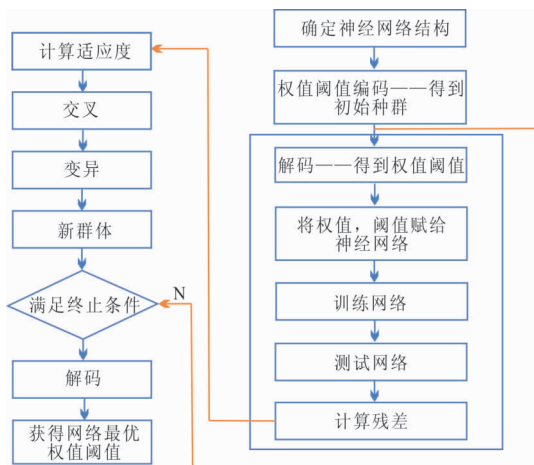 计算适应度
交叉
变异
新群体
满足终止条件
N
解码
获得网络最优
权值阈值
确定神经网络结构
权值阈值编码——得到
初始种群
解码——得到权值阈值
将权值，阈值赋给
神经网络
训练网络
测试网络
计算残差